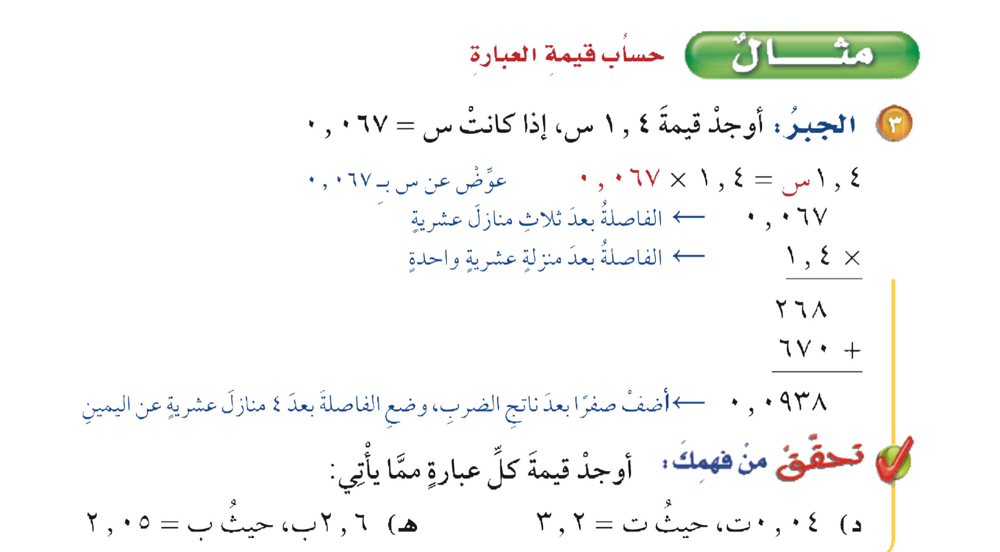 مثـــالٌ حسابُ قيمةِ العبارةِ
٣ الجبرُ: أوجدْ قيمةَ ١,٤ س، إذا كانتْ س = ٠,٠٦٧
١,٤س = ١,٤ × ٠,٠٦٧ عوِّضْ عن س بـِ ٠,٠٦٧
٠,٠٦٧ ← الفاصلةُ بعدَ ثلاثِ منازلَ عشريةٍ
× ١,٤ ← الفاصلةُ بعدَ منزلةٍ عشريةٍ واحدةٍ
٢٦٨
+ ٦٧٠
٠,٠٩٣٨ ← أضفْ صفرًا بعدَ ناتجِ الضربِ، وضعِ الفاصلةَ بعدَ ٤ منازلَ عشريةٍ عن اليمينِ
تحقَّقْ منْ فهمِكَ: أوجدْ قيمةَ كلِّ عبارةٍ ممَّا يأْتِي:
د) ٠,٠٤ت، حيثُ ت = ٣,٢ هـ) ٢,٦ب، حيثُ ب = ٢,٠٥